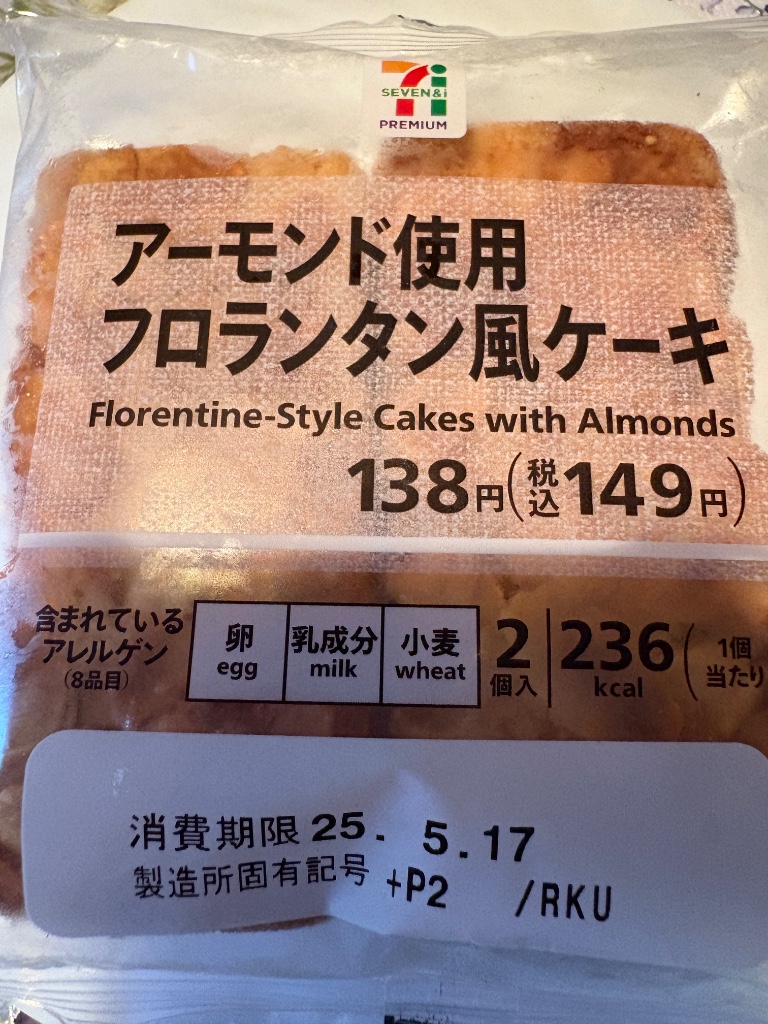 SEVEN&i
PREMIUM
アーモンド使用
フロランタン風ケーキ
Florentine-Style Cakes with Almonds
138円(税込149円)
含まれている
アレルゲン
(8品目)
卵
egg
乳成分
milk
小麦
wheat
2
個入
236
kcal
(1個
当たり
消費期限 25. 5.17
製造所固有記号 +P2 /RKU